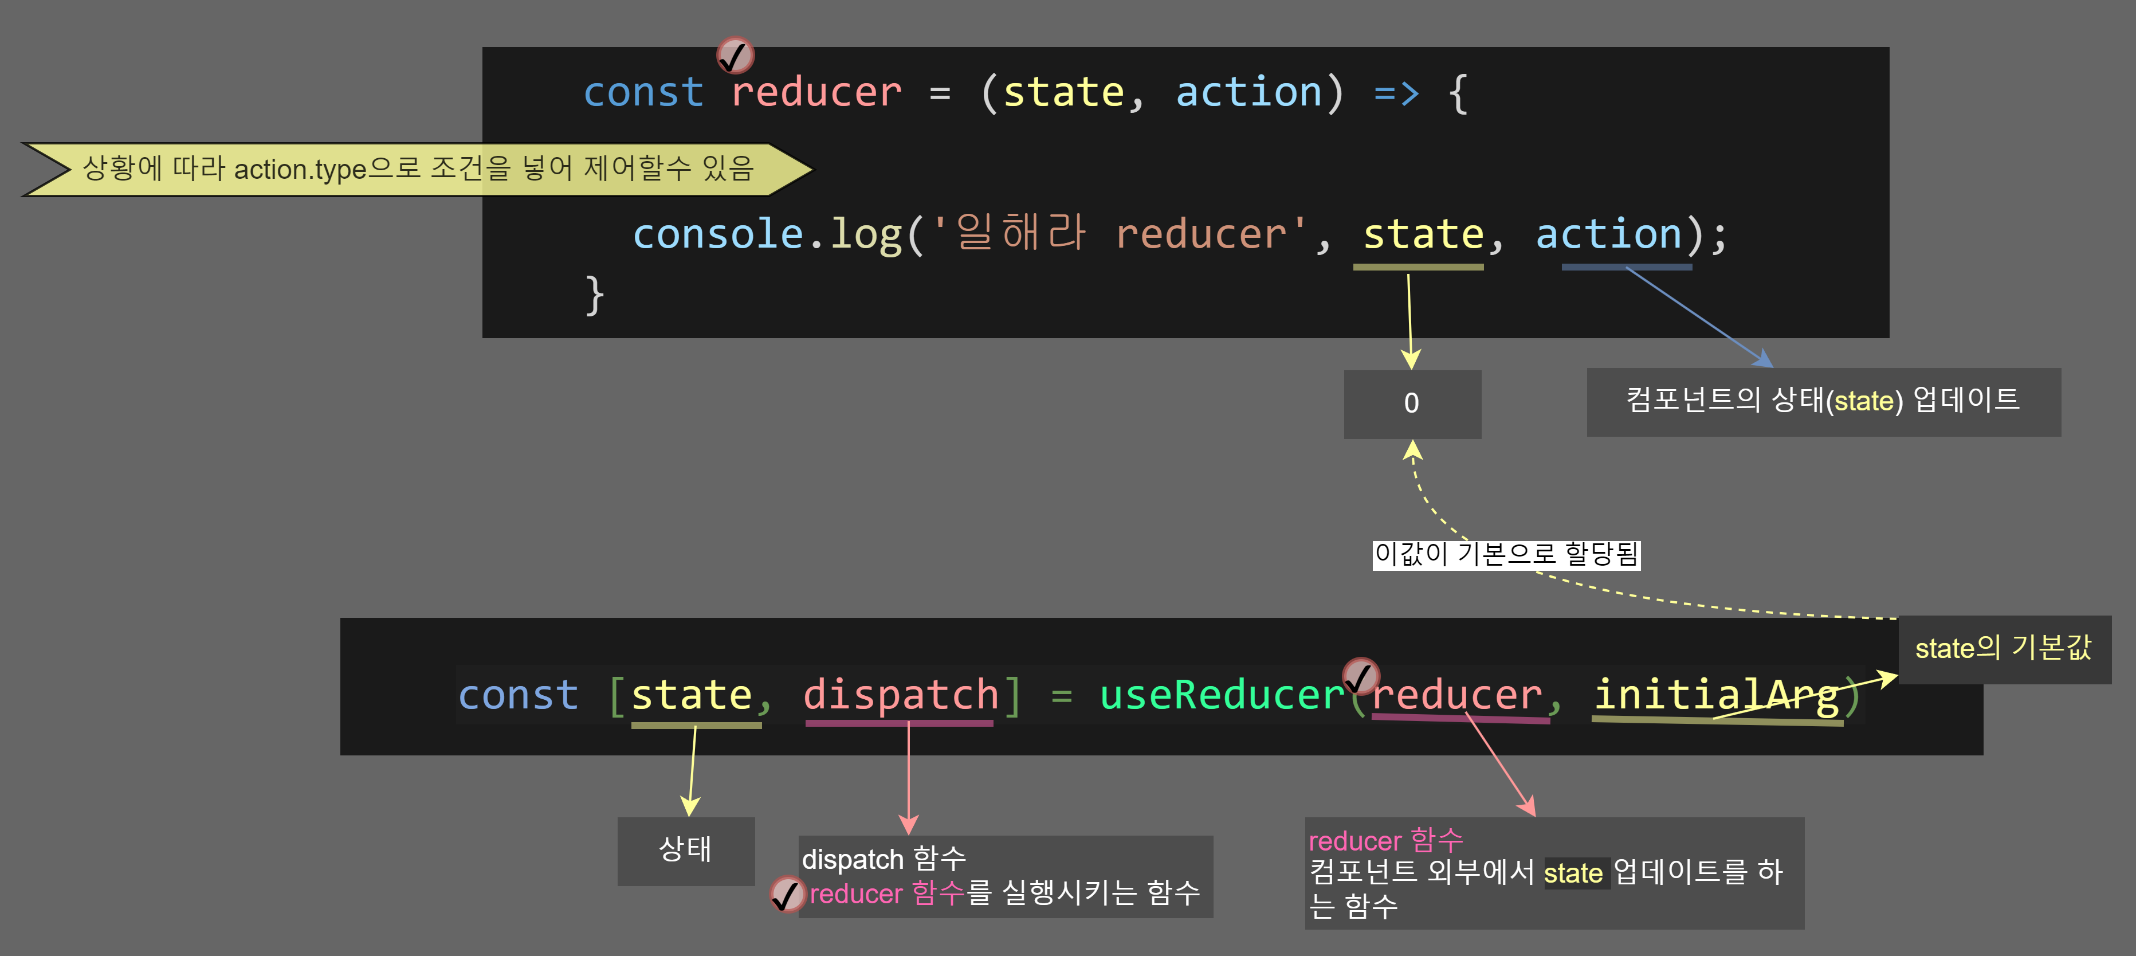 const reducer = (state, action) => {
상황에 따라 action.type으로 조건을 넣어 제어할수 있음
console.log('일해라 reducer', state, action);
}
0
컴포넌트의 상태(state) 업데이트
이값이 기본으로 할당됨
state의 기본값
const [state, dispatch] = useReducer(reducer, initialArg)
상태
dispatch 함수
reducer 함수를 실행시키는 함수
reducer 함수
컴포넌트 외부에서 state 업데이트를 하
는 함수